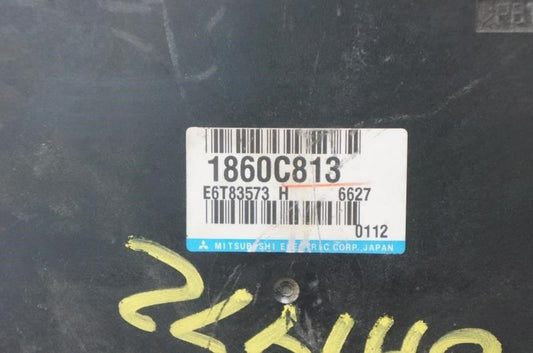 1860C813
E6T83573 H 6627
0112
MITSUBISHI ELECTRIC CORP., JAPAN